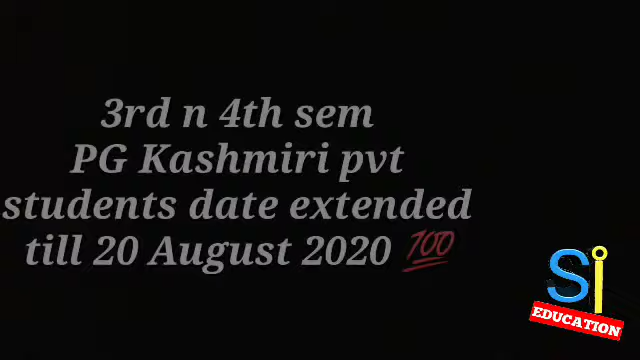 3rd n 4th sem
PG Kashmiri pvt
students date extended
till 20 August 2020 💯
Si
EDUCATION